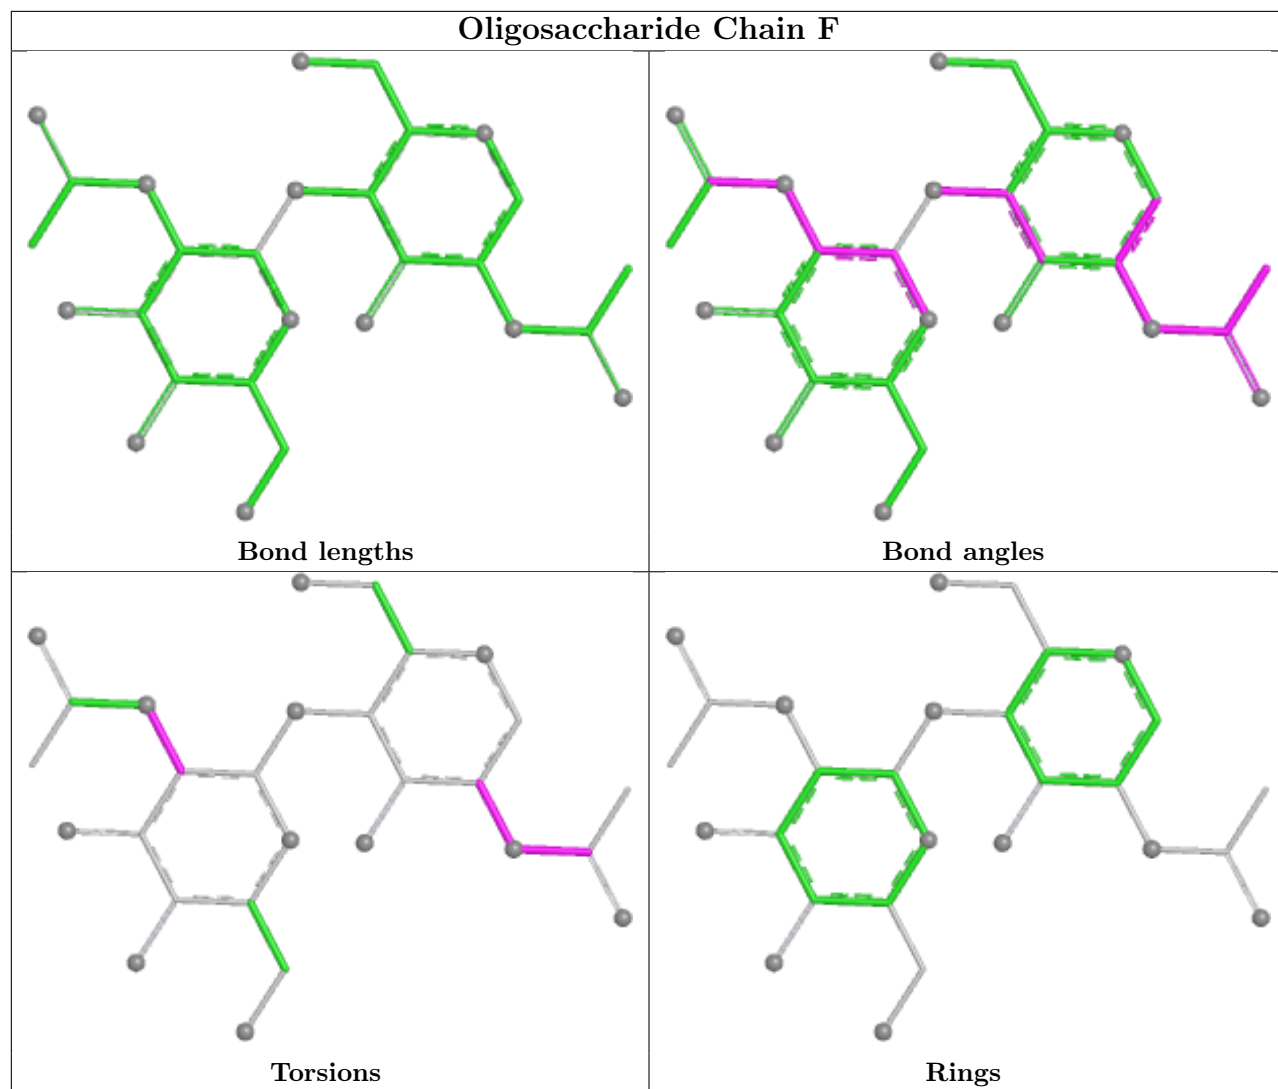 Oligosaccharide Chain F
Bond lengths
Bond angles
Torsions
Rings